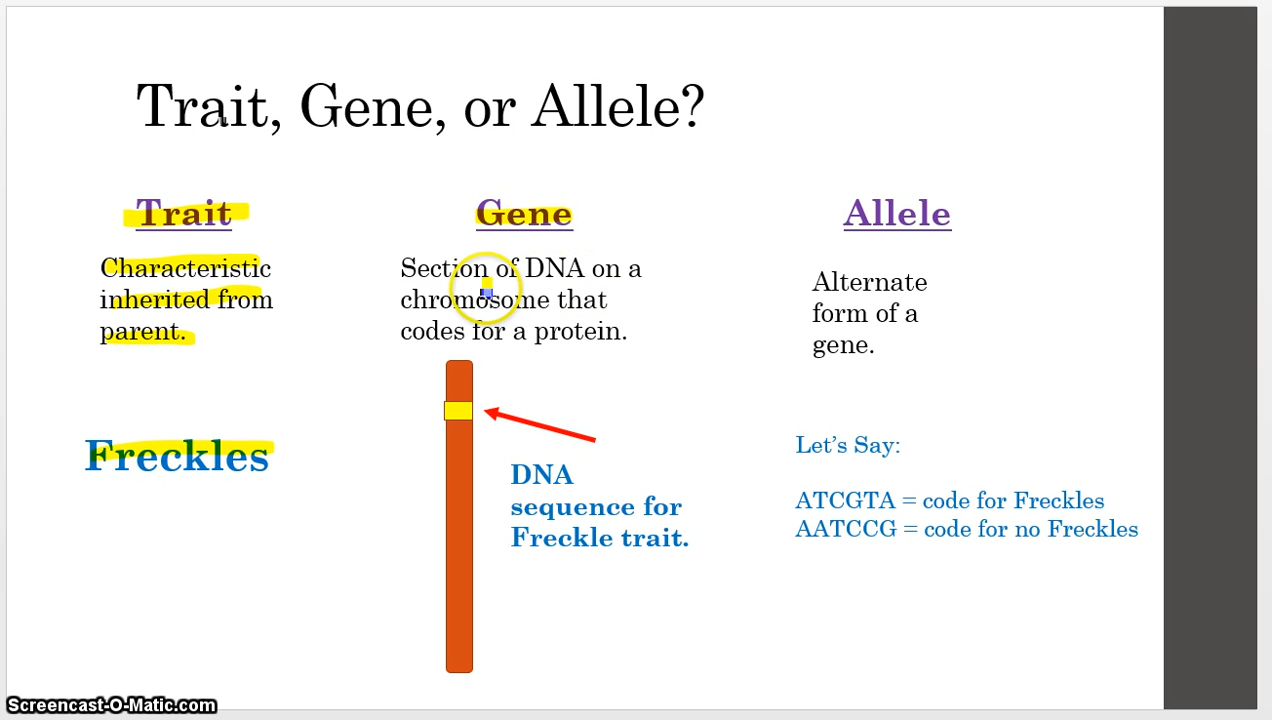 Trait, Gene, or Allele?
Trait
Characteristic
inherited from
parent.
Freckles
Gene
Section of DNA on a
chromosome that
codes for a protein.
DNA
sequence for
Freckle trait.
Allele
Alternate
form of a
gene.
Let’s Say:
ATCGTA = code for Freckles
AATCCG = code for no Freckles
Screencast-O-Matic.com